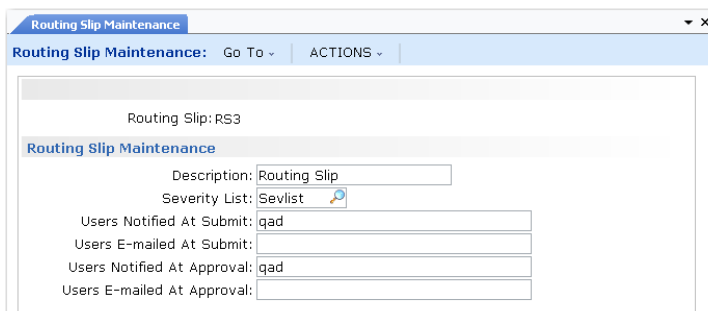 Routing Slip Maintenance
Routing Slip Maintenance: Go To ACTIONS
Routing Slip: RS3
Routing Slip Maintenance
Description: Routing Slip
Severity List: Sevlist
Users Notified At Submit: qad
Users E-mailed At Submit:
Users Notified At Approval: qad
Users E-mailed At Approval: